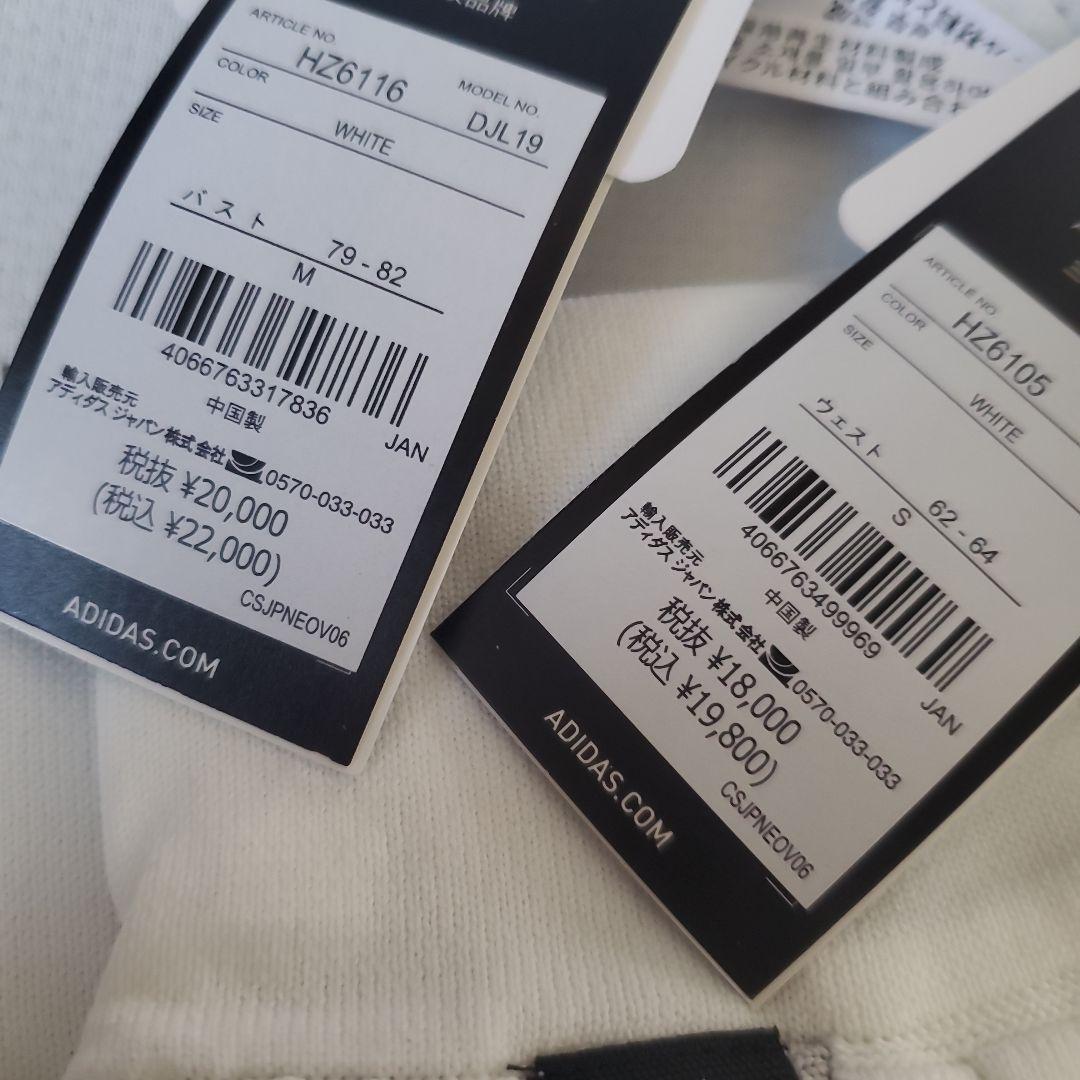 品牌
ARTICLE NO.
HZ6116
MODEL NO.
DJL19
COLOR
WHITE
SIZE
バスト
79 - 82
M
4066763317836
中国製
JAN
輸入販売元
アディダス ジャパン株式会社
0570-033-033
税抜 ¥20,000
(税込 ¥22,000)
CSJPNEOV06
ADIDAS.COM
ARTICLE NO
HZ6105
COLOR
WHITE
SIZE
ウェスト
62 - 64
S
4066763499969
中国製
JAN
輸入販売元
アディダス ジャパン株式会社
0570-033-033
税抜 ¥18,000
(税込 ¥19,800)
CSJPNEOV06
ADIDAS.COM